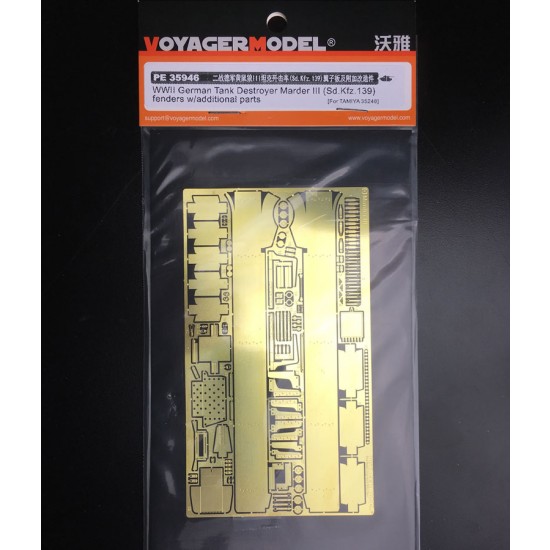 VOYAGERMODEL® 沃雅
PE 35946 二战德军黄鼠狼III坦克歼击车(Sd.Kfz.139)翼子板及附加改造件
WWII German Tank Destroyer Marder III (Sd.Kfz.139)
fenders w/additional parts [For TAMIYA 35248]
support@voyagermodel.com www.voyagermodel.com